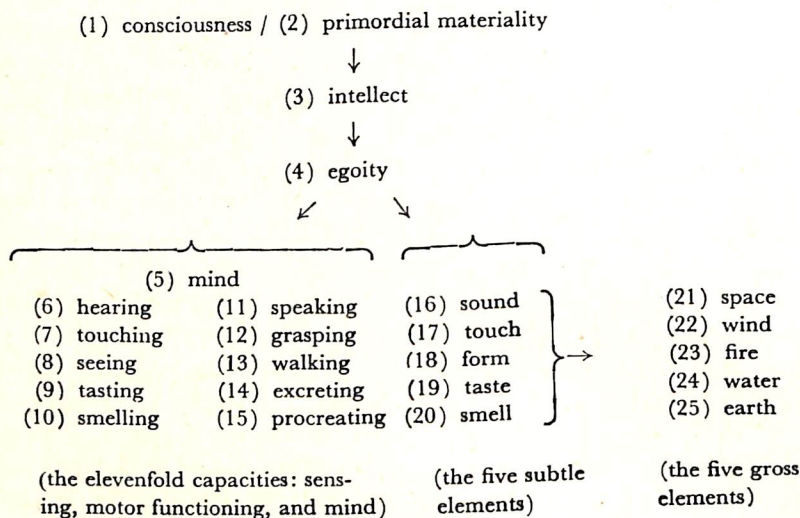 (1) consciousness / (2) primordial materiality
↓
(3) intellect
↓
(4) egoity
↙ ↘
(5) mind
(6) hearing (11) speaking (16) sound (21) space
(7) touching (12) grasping (17) touch (22) wind
(8) seeing (13) walking (18) form → (23) fire
(9) tasting (14) excreting (19) taste (24) water
(10) smelling (15) procreating (20) smell (25) earth
(the elevenfold capacities: sens-
ing, motor functioning, and mind)
(the five subtle
elements)
(the five gross
elements)